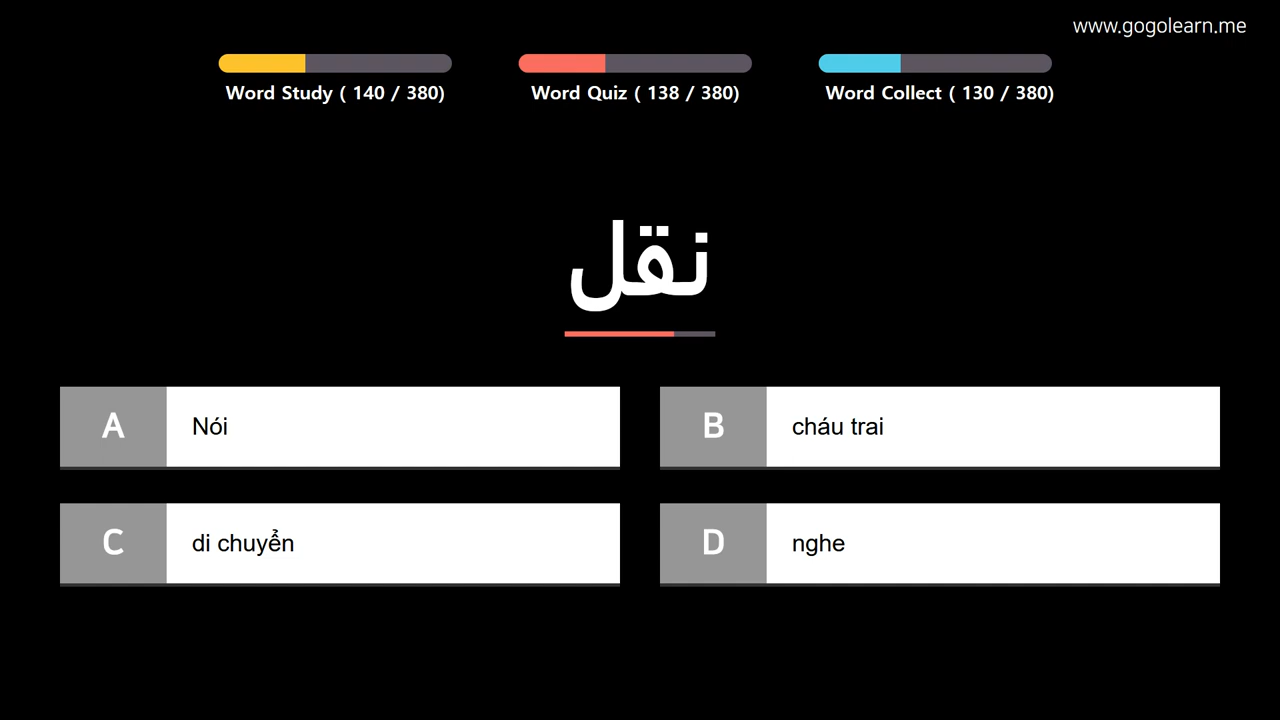 www.gogolearn.me
Word Study ( 140 / 380)
Word Quiz ( 138 / 380)
Word Collect ( 130 / 380)
نقل
A
Nói
B
cháu trai
C
di chuyển
D
nghe